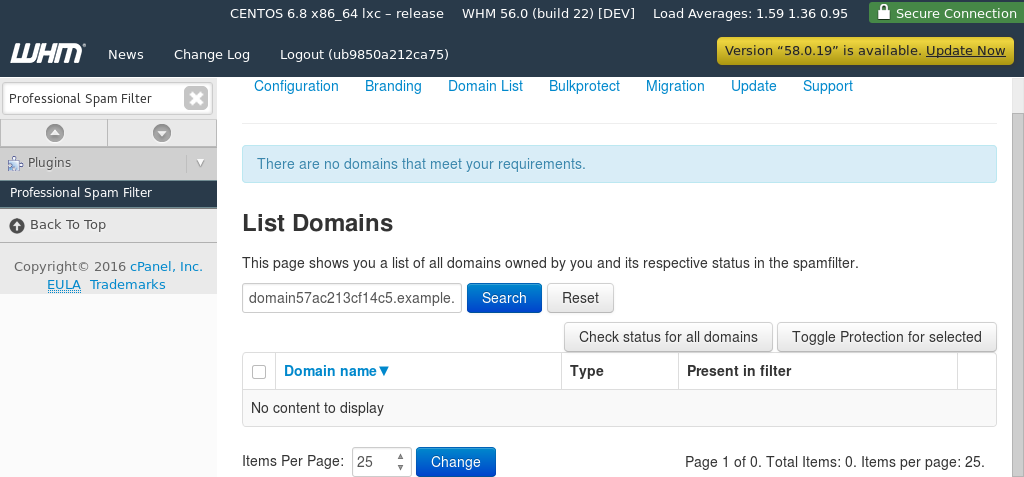 CENTOS 6.8 x86_64 lxc – release WHM 56.0 (build 22) [DEV] Load Averages: 1.59 1.36 0.95 Secure Connection
WHM News Change Log Logout (ub9850a212ca75) Version “58.0.19” is available. Update Now
Professional Spam Filter
Plugins
Professional Spam Filter
Back To Top
Copyright© 2016 cPanel, Inc.
EULA Trademarks
Configuration Branding Domain List Bulkprotect Migration Update Support
There are no domains that meet your requirements.
List Domains
This page shows you a list of all domains owned by you and its respective status in the spamfilter.
domain57ac213cf14c5.example. Search Reset
Check status for all domains Toggle Protection for selected
Domain name▼ Type Present in filter
No content to display
Items Per Page: 25 Change Page 1 of 0. Total Items: 0. Items per page: 25.